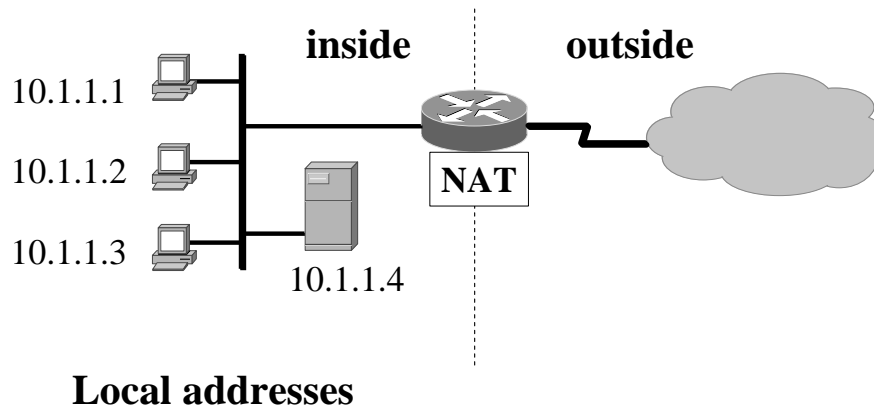 inside
outside
10.1.1.1
10.1.1.2
NAT
10.1.1.3
10.1.1.4
Local addresses